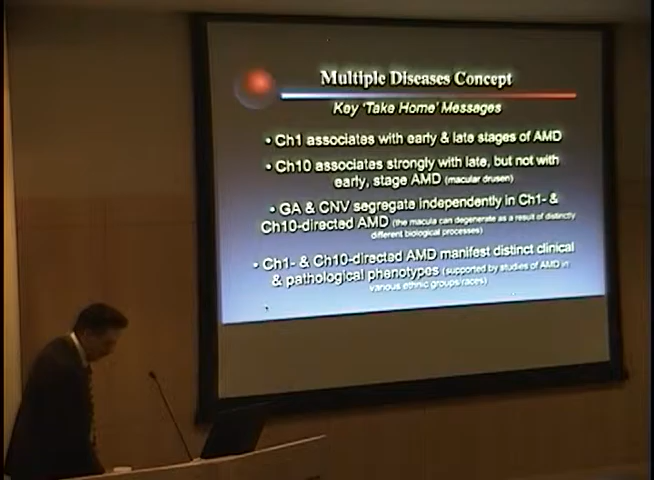 Multiple Diseases Concept
Key 'Take Home' Messages
• Ch1 associates with early & late stages of AMD
• Ch10 associates strongly with late, but not with
early, stage AMD (macular drusen)
• GA & CNV segregate independently in Ch1- &
Ch10-directed AMD (the macula can degenerate as a result of distinctly
different biological processes)
• Ch1- & Ch10-directed AMD manifest distinct clinical
& pathological phenotypes (supported by studies of AMD in
various ethnic groups/races)